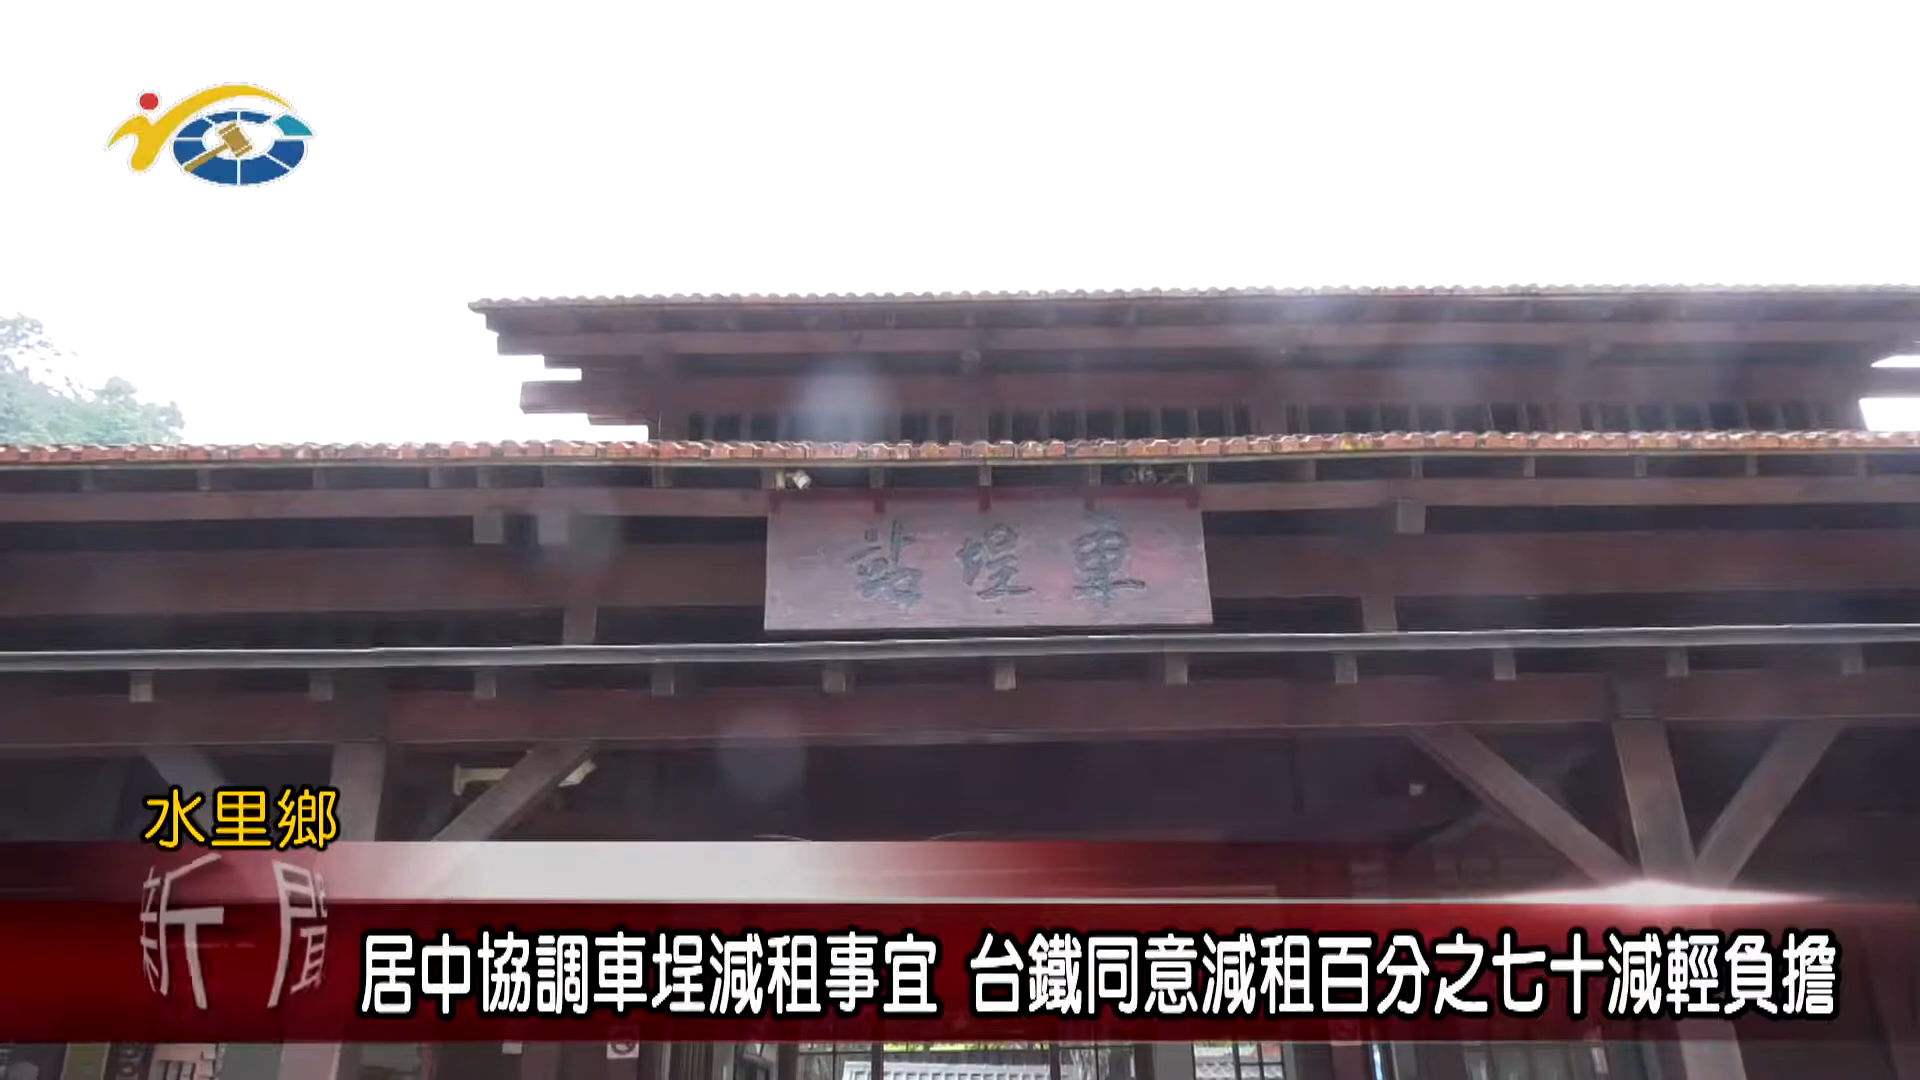 車埕站
水里鄉
新聞
居中協調車埕減租事宜 台鐵同意減租百分之七十減輕負擔